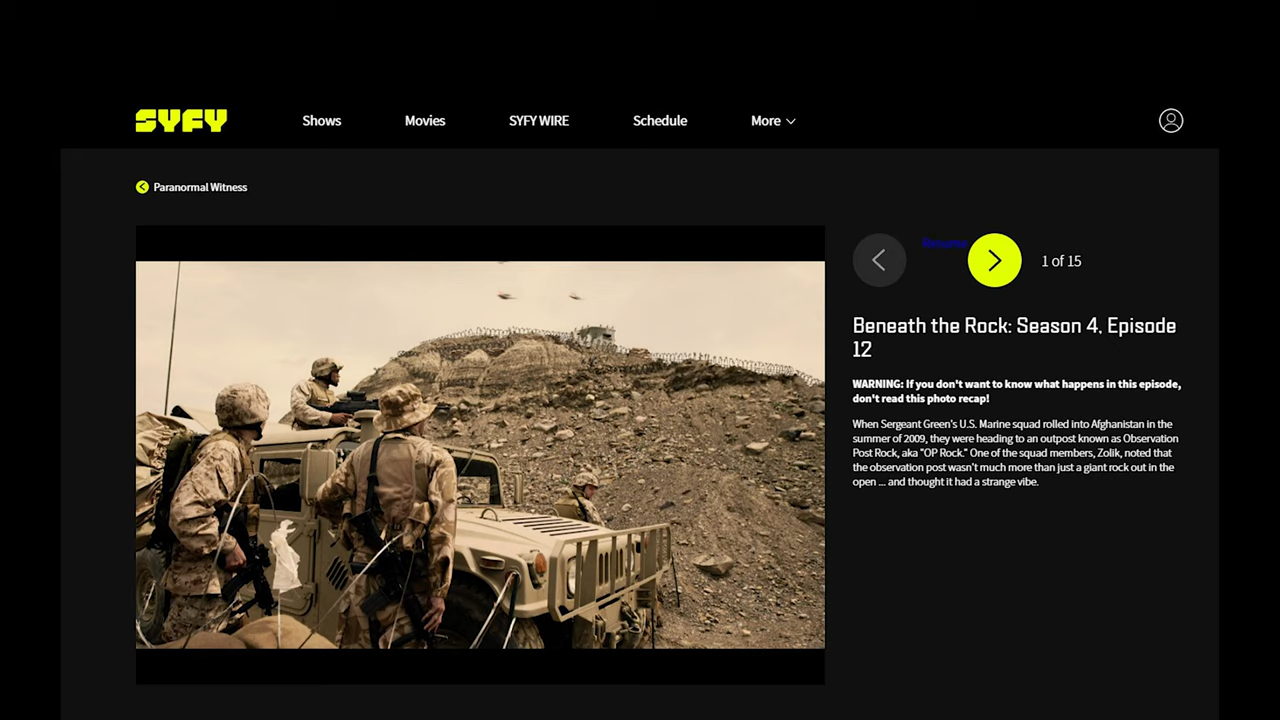 SYFY
Shows Movies SYFY WIRE Schedule More
Paranormal Witness
1 of 15
Beneath the Rock: Season 4, Episode
12
WARNING: If you don't want to know what happens in this episode,
don't read this photo recap!
When Sergeant Green's U.S. Marine squad rolled into Afghanistan in the
summer of 2009, they were heading to an outpost known as Observation
Post Rock, aka "OP Rock." One of the squad members, Zolik, noted that
the observation post wasn't much more than just a giant rock out in the
open ... and thought it had a strange vibe.